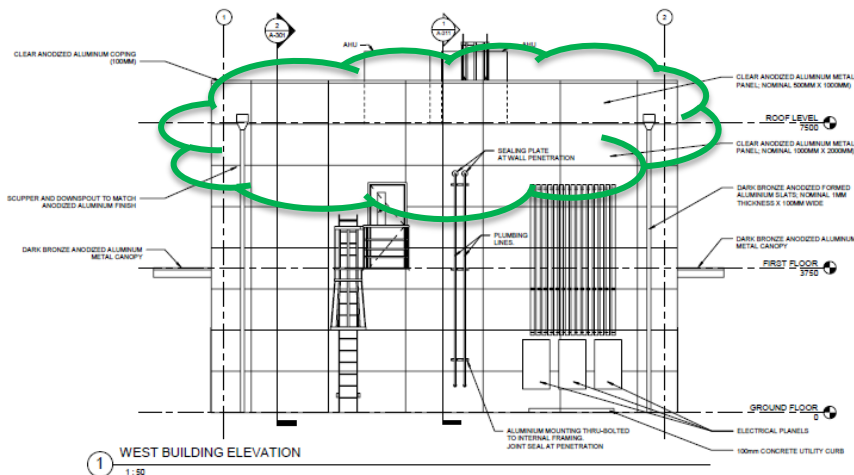 1
2
A-301
1
A-311
2
AHU
AHU
CLEAR ANODIZED ALUMINUM COPING
(100MM)
CLEAR ANODIZED ALUMINUM METAL
PANEL; NOMINAL 500MM X 1000MM)
ROOF LEVEL
7500
CLEAR ANODIZED ALUMINUM METAL
PANEL; NOMINAL 1000MM X 2000MM)
SEALING PLATE
AT WALL PENETRATION
SCUPPER AND DOWNSPOUT TO MATCH
ANODIZED ALUMINUM FINISH
DARK BRONZE ANODIZED FORMED
ALUMINIUM SLATS; NOMINAL 1MM
THICKNESS X 100MM WIDE
PLUMBING
LINES.
DARK BRONZE ANODIZED ALUMINUM
METAL CANOPY
DARK BRONZE ANODIZED ALUMINUM
METAL CANOPY
FIRST FLOOR
3750
GROUND FLOOR
0
ALUMINIUM MOUNTING THRU-BOLTED
TO INTERNAL FRAMING.
JOINT SEAL AT PENETRATION
ELECTRICAL PLANELS
100mm CONCRETE UTILITY CURB
1
WEST BUILDING ELEVATION
1 : 50